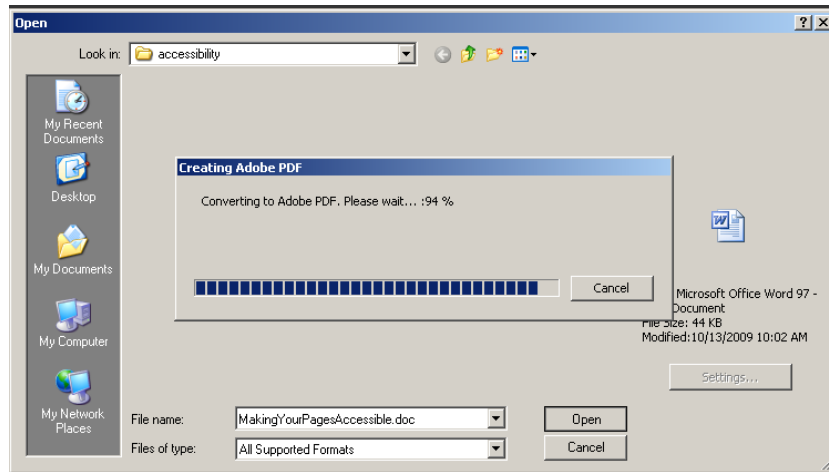 Open
Look in:
accessibility
My Recent
Documents
Desktop
My Documents
My Computer
My Network
Places
Creating Adobe PDF
Converting to Adobe PDF. Please wait... :94 %
Cancel
Microsoft Office Word 97 -
Document
File Size: 44 KB
Modified:10/13/2009 10:02 AM
Settings...
File name:
MakingYourPagesAccessible.doc
Open
Files of type:
All Supported Formats
Cancel